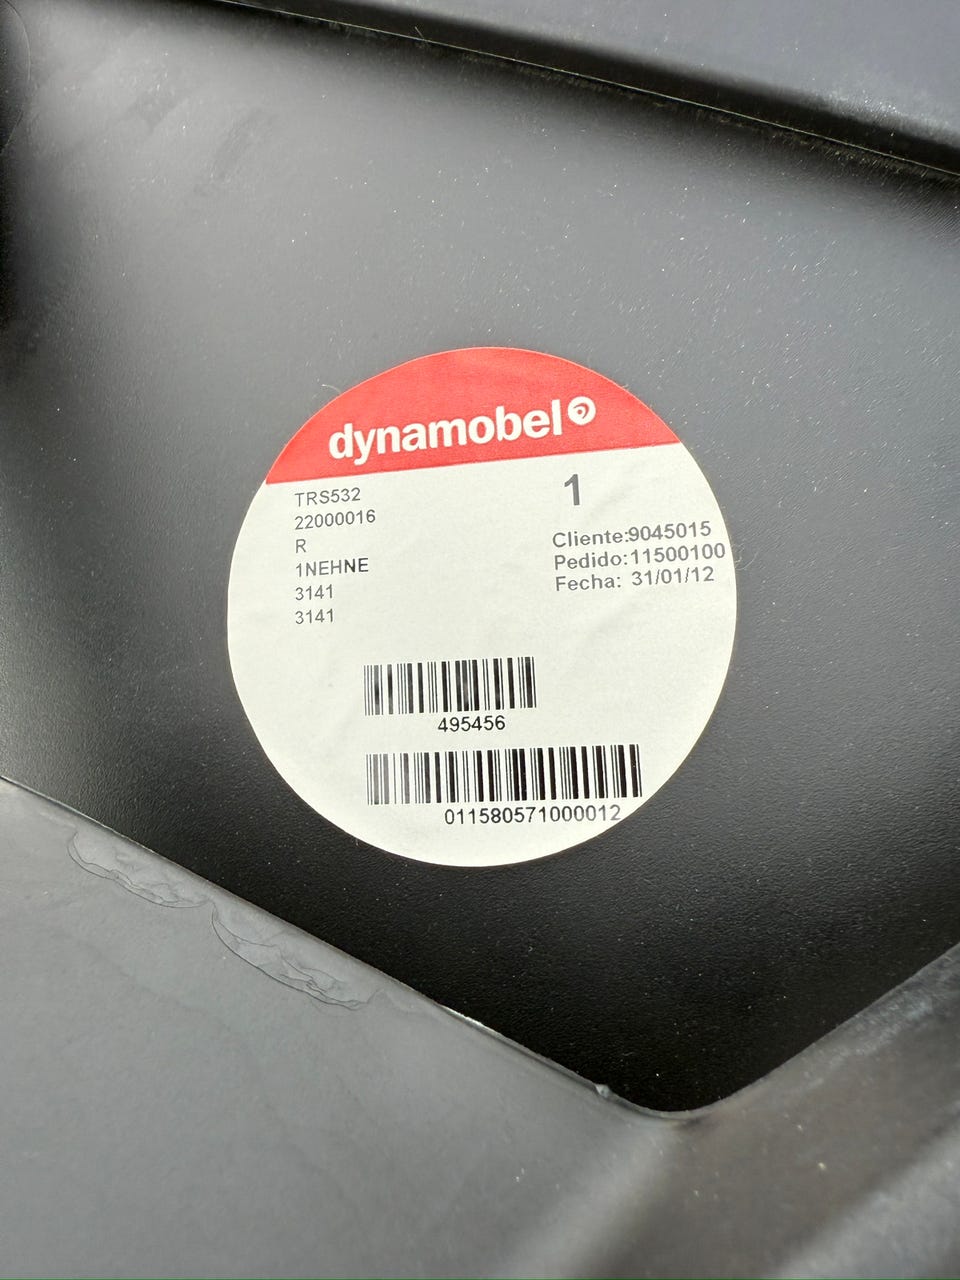 dynamobel
TRS532
22000016
R
1NEHNE
3141
3141
1
Cliente:9045015
Pedido:11500100
Fecha: 31/01/12
495456
011580571000012